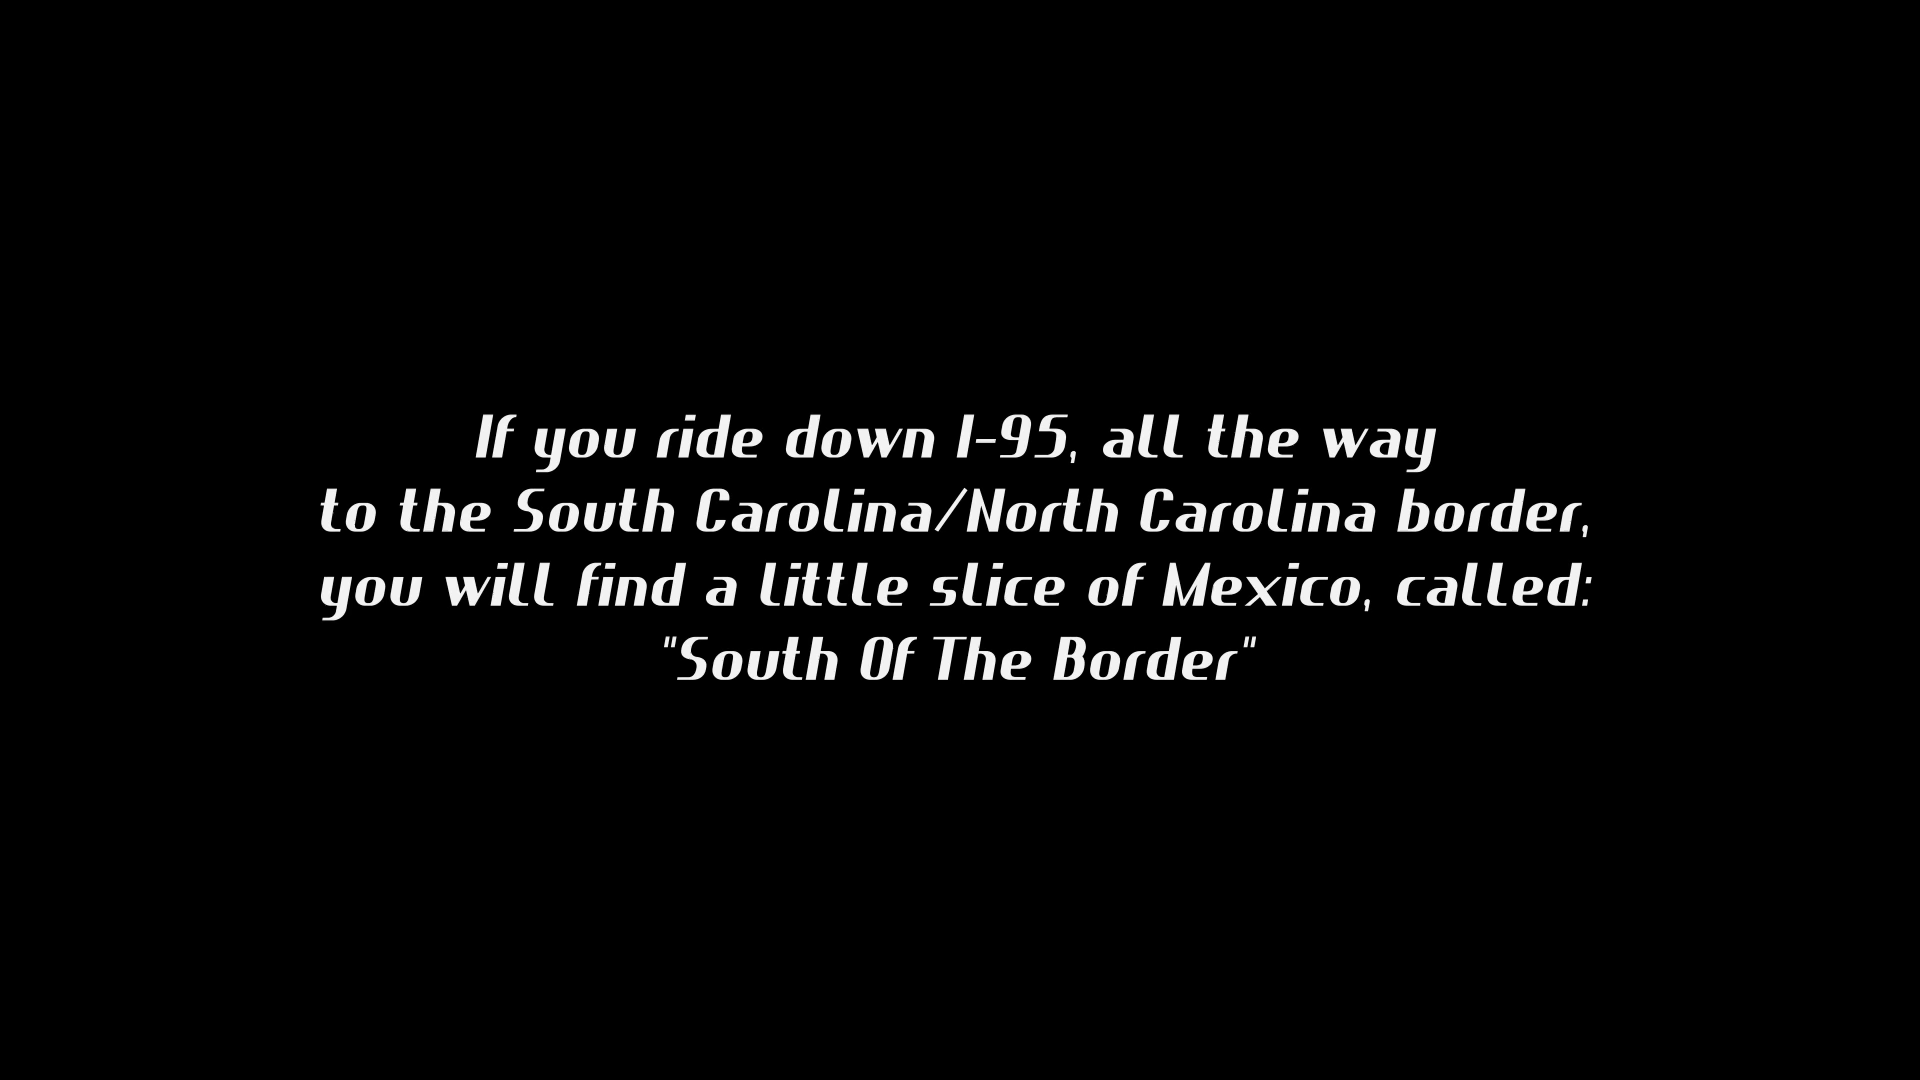 If you ride down I-95, all the way
to the South Carolina/North Carolina border,
you will find a little slice of Mexico, called:
"South Of The Border"